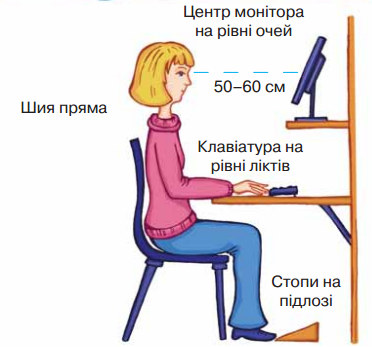 Центр монітора
на рівні очей
50–60 см
Шия пряма
Клавіатура на
рівні ліктів
Стопи на
підлозі